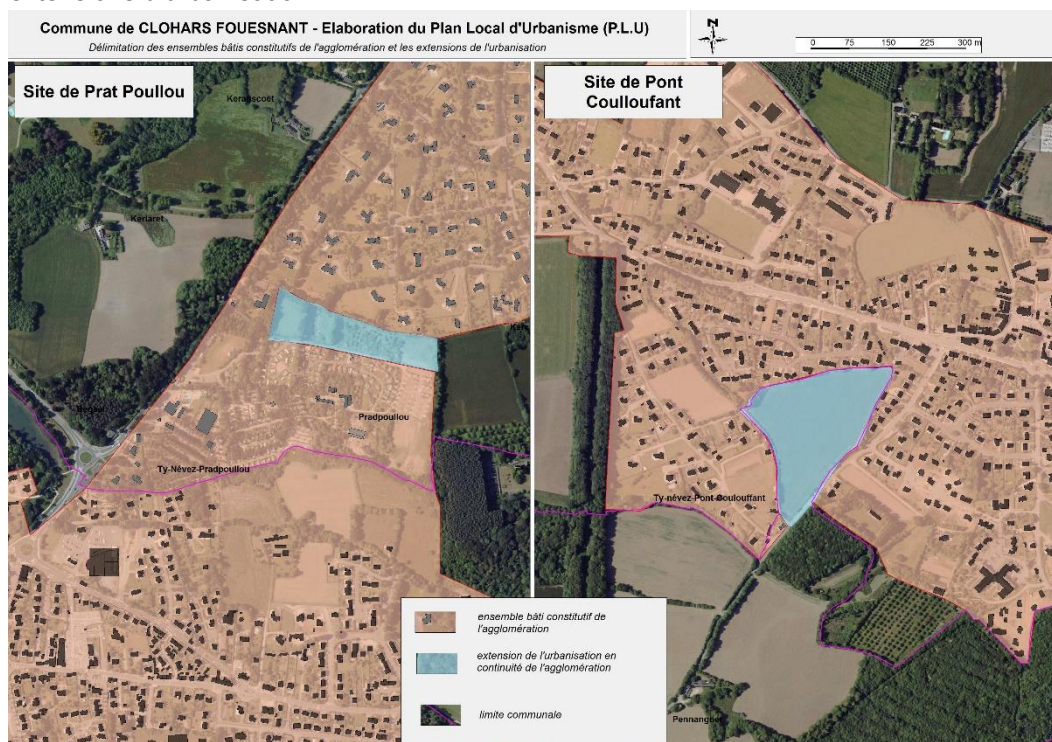 Commune de CLOHARS FOUESNANT - Elaboration du Plan Local d'Urbanisme (P.L.U)
Délimitation des ensembles bâtis constitutifs de l'agglomération et les extensions de l'urbanisation
N
0 75 150 225 300 m
Site de Prat Poullou
Kerascoët
Keriaret
Pradpoullou
Ty-Névez-Pradpoullou
Site de Pont
Coulloufant
Ty-névez-Pont-Coulouffant
ensemble bâti constitutif de
l'agglomération
extension de l'urbanisation en
continuité de l'agglomération
limite communale